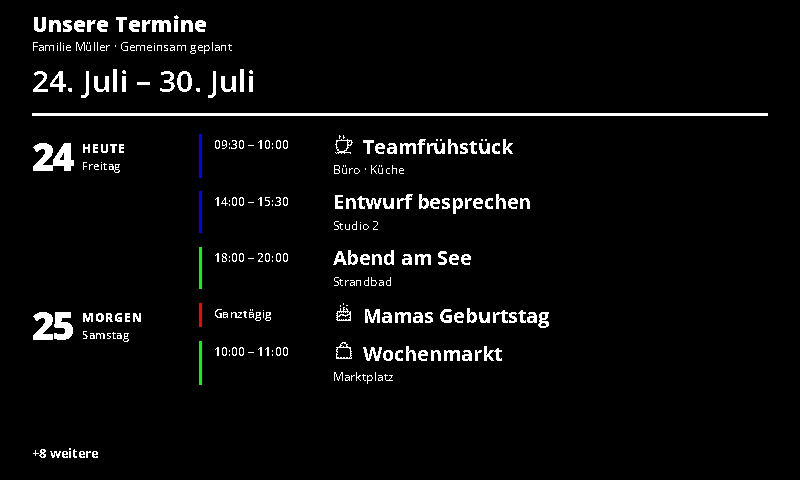 Unsere Termine
Familie Müller · Gemeinsam geplant
24. Juli – 30. Juli
24 HEUTE
Freitag
09:30 – 10:00 Teamfrühstück
Büro · Küche
14:00 – 15:30 Entwurf besprechen
Studio 2
18:00 – 20:00 Abend am See
Strandbad
25 MORGEN
Samstag
Ganztägig Mamas Geburtstag
10:00 – 11:00 Wochenmarkt
Marktplatz
+8 weitere